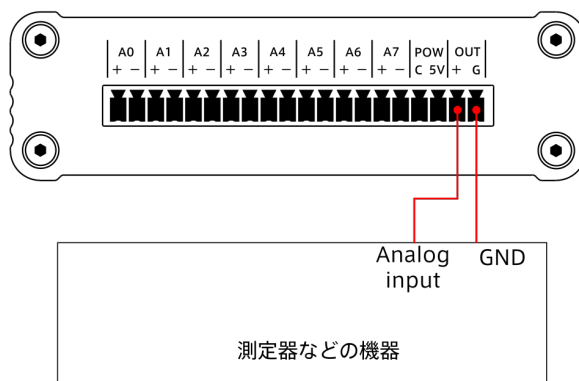 A0 A1 A2 A3 A4 A5 A6 A7 POW OUT
+ − + − + − + − + − + − + − + − C 5V + G
Analog input
GND
測定器などの機器